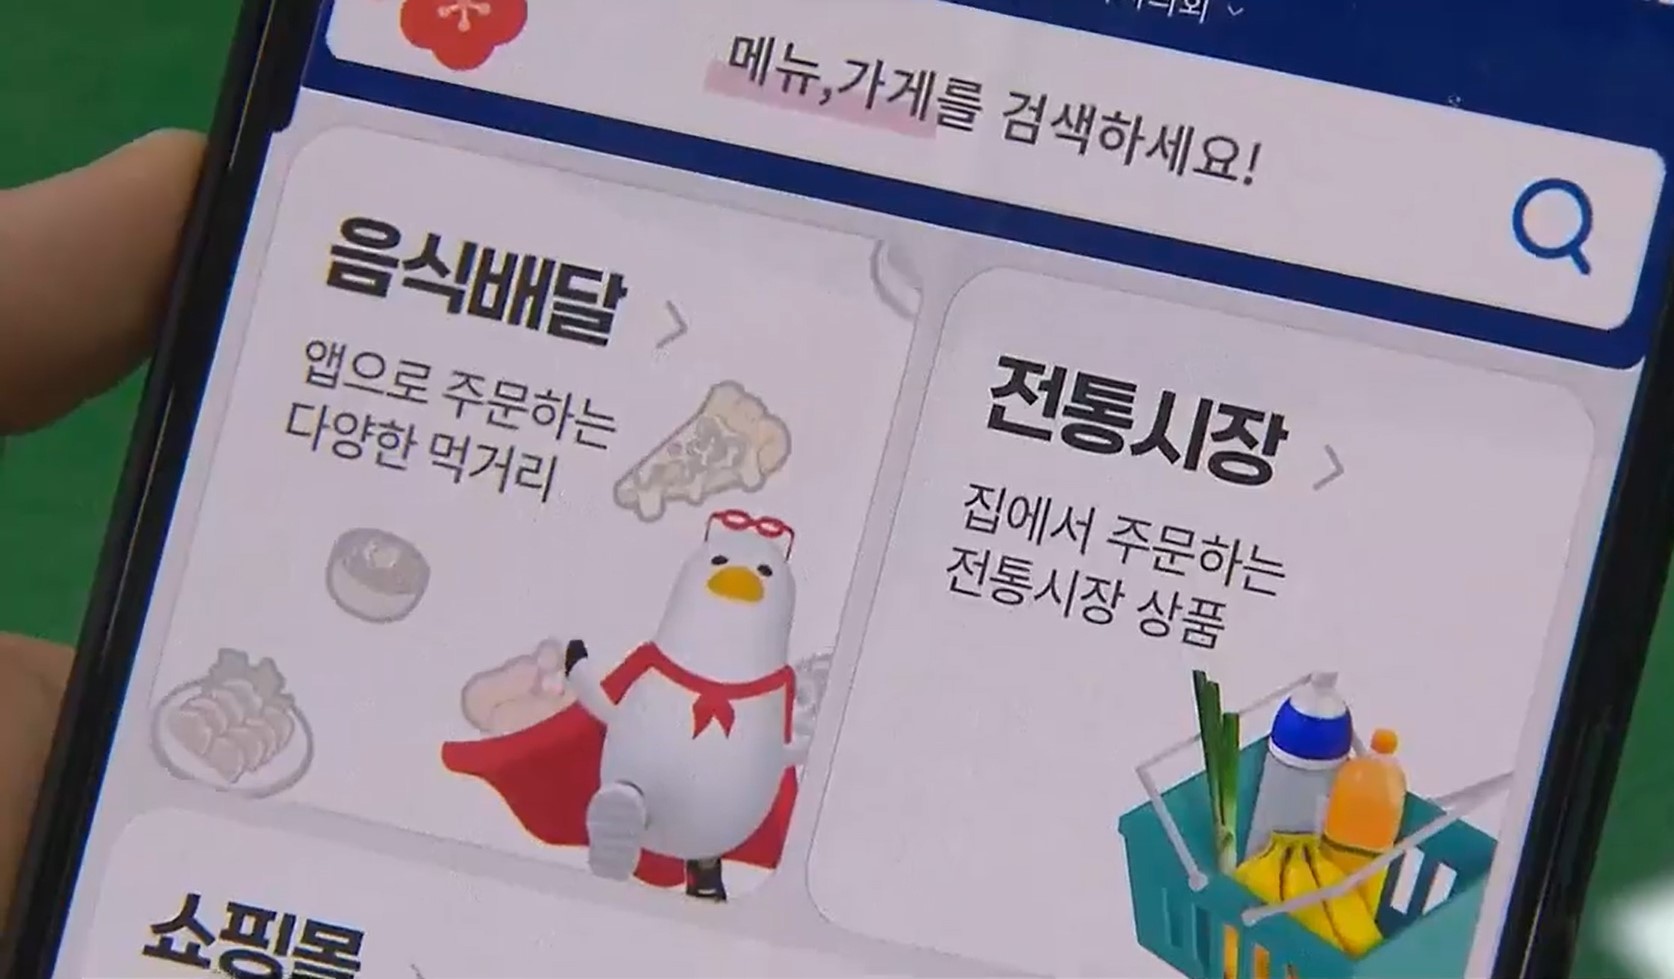 메뉴,가게를 검색하세요!
음식배달
앱으로 주문하는
다양한 먹거리
전통시장
집에서 주문하는
전통시장 상품
쇼핑몰